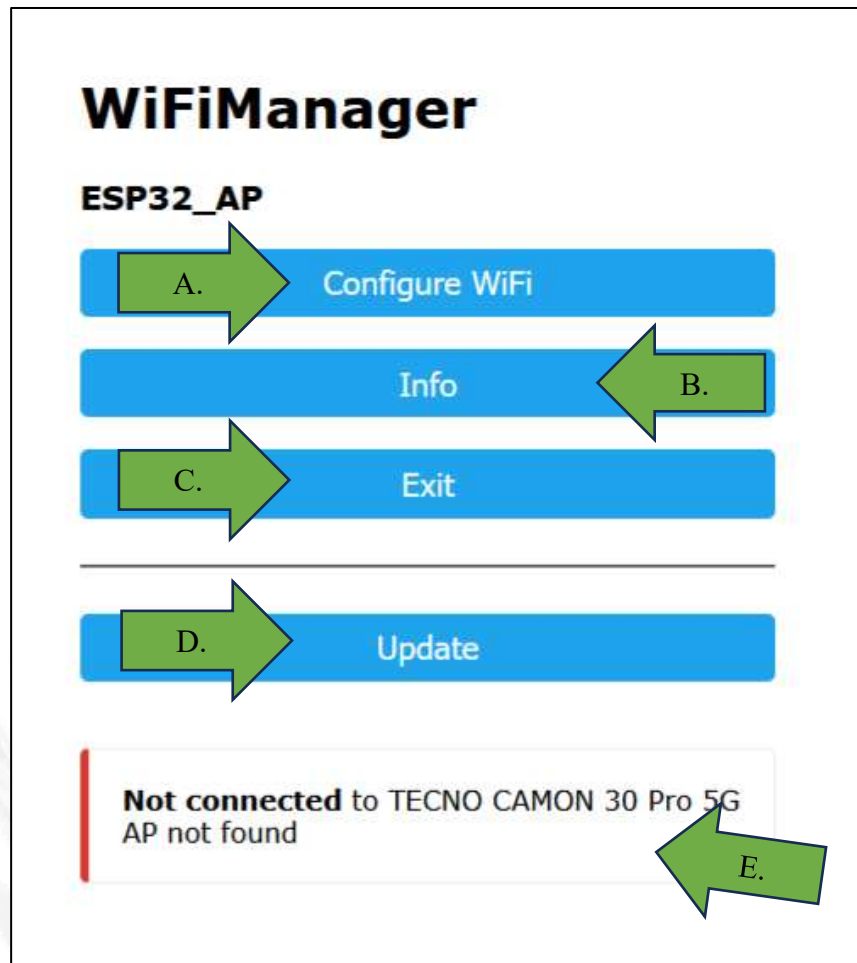 WiFiManager
ESP32_AP
A. Configure WiFi
Info B.
C. Exit
D. Update
Not connected to TECNO CAMON 30 Pro 5G
AP not found
E.